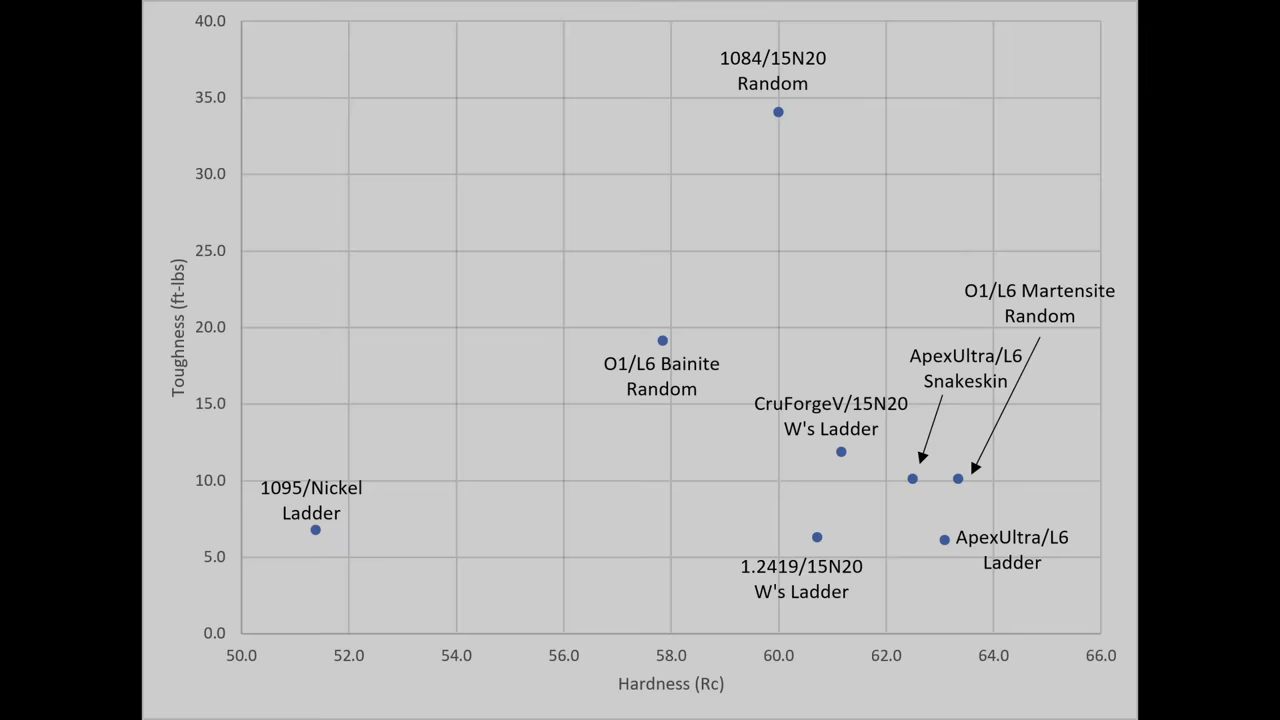 40.0
1084/15N20
Random
35.0
30.0
25.0
O1/L6 Martensite
Random
20.0
ApexUltra/L6
Snakeskin
O1/L6 Bainite
Random
15.0
CruForgeV/15N20
W's Ladder
10.0
1095/Nickel
Ladder
5.0
ApexUltra/L6
Ladder
1.2419/15N20
W's Ladder
0.0
Toughness (ft-lbs)
50.0 52.0 54.0 56.0 58.0 60.0 62.0 64.0 66.0
Hardness (Rc)